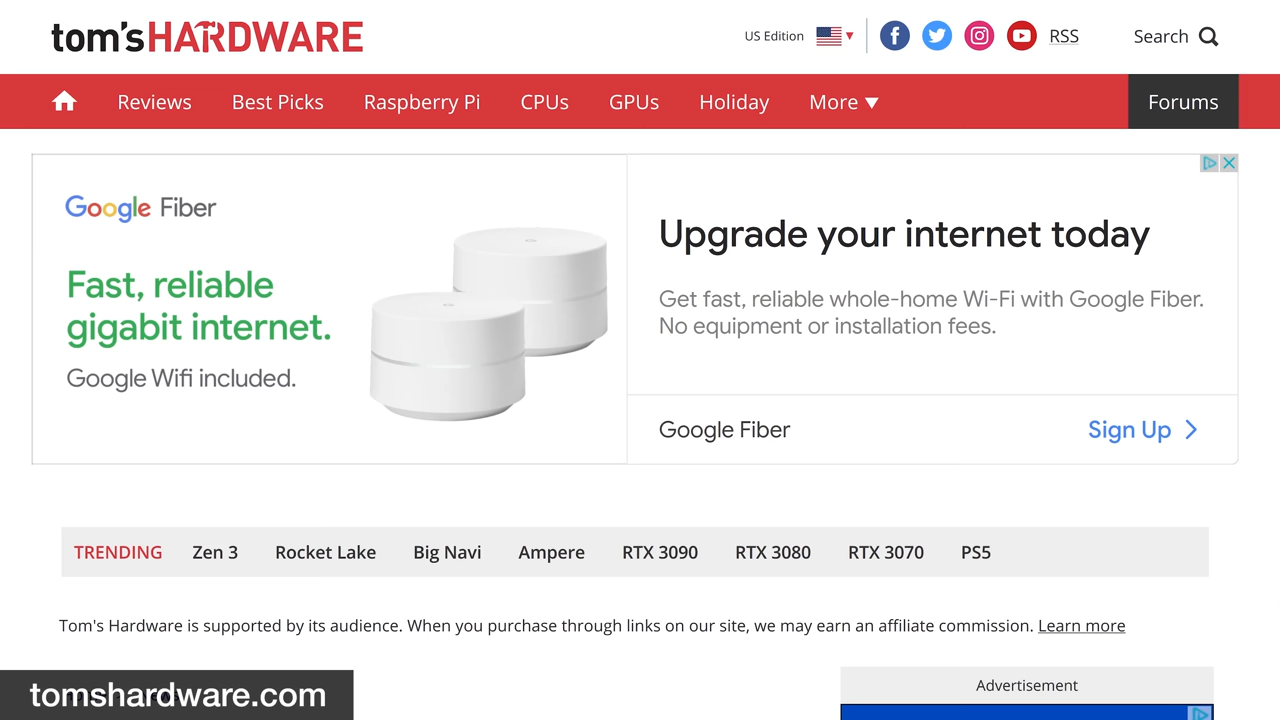 tom's HARDWARE
US Edition
RSS
Search
Reviews
Best Picks
Raspberry Pi
CPUs
GPUs
Holiday
More
Forums
Google Fiber
Fast, reliable
gigabit internet.
Google Wifi included.
Upgrade your internet today
Get fast, reliable whole-home Wi-Fi with Google Fiber.
No equipment or installation fees.
Google Fiber
Sign Up
TRENDING
Zen 3
Rocket Lake
Big Navi
Ampere
RTX 3090
RTX 3080
RTX 3070
PS5
Tom's Hardware is supported by its audience. When you purchase through links on our site, we may earn an affiliate commission. Learn more
Advertisement
tomshardware.com